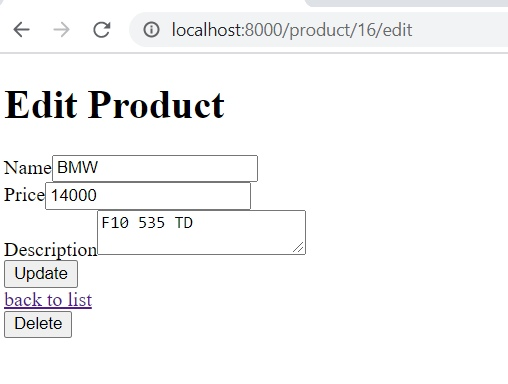 localhost:8000/product/16/edit
Edit Product
Name BMW
Price 14000
Description F10 535 TD
Update
back to list
Delete